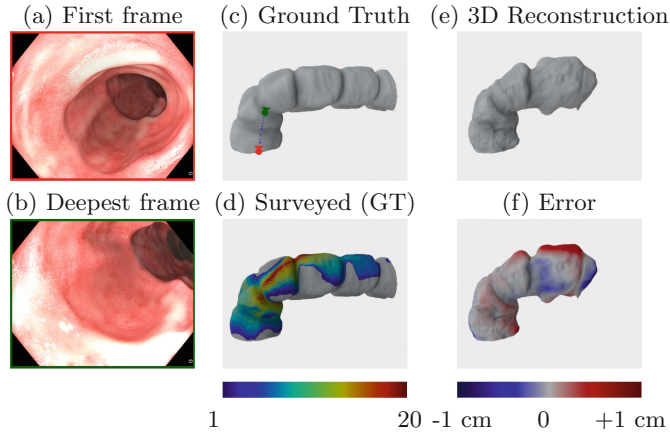 (a) First frame
(c) Ground Truth
(e) 3D Reconstruction
(b) Deepest frame
(d) Surveyed (GT)
(f) Error
1
20
-1 cm
0
+1 cm